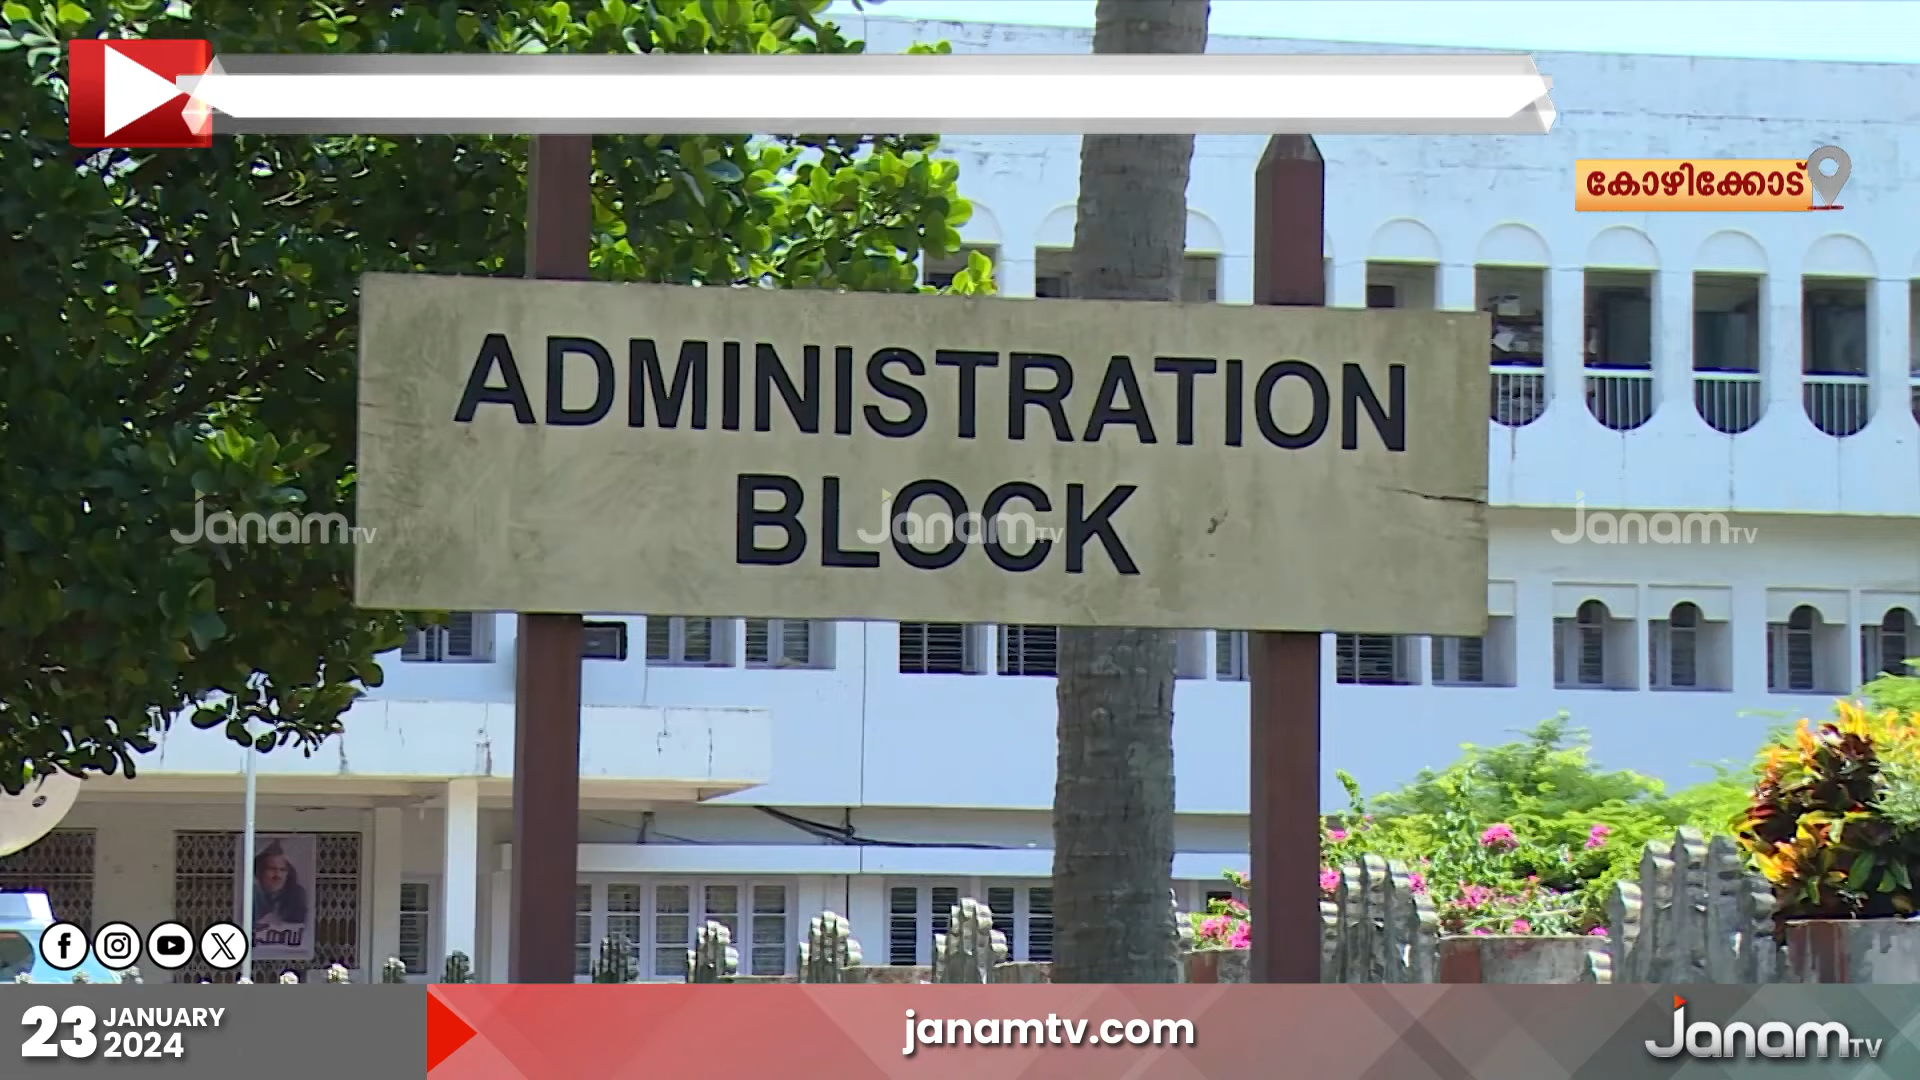 കോഴിക്കോട്
ADMINISTRATION
BLOCK
Janam TV
Janam TV
Janam TV
23 JANUARY
2024
janamtv.com
Janam TV